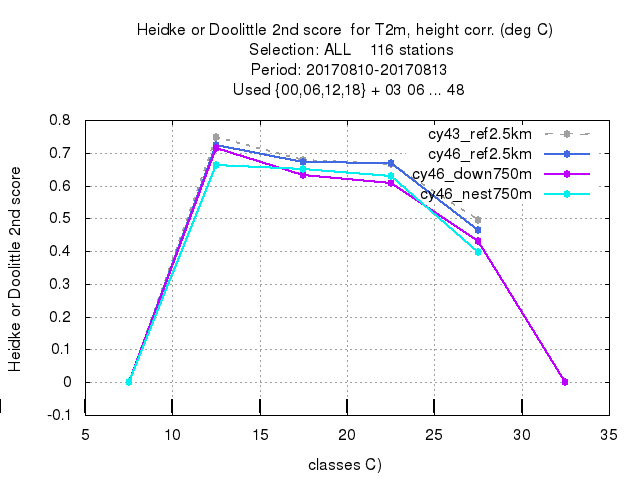 Heidke or Doolittle 2nd score  for T2m, height corr. (deg C)
Selection: ALL    116 stations
Period: 20170810-20170813
Used {00,06,12,18} + 03 06 ... 48
cy43_ref2.5km
cy46_ref2.5km
cy46_down750m
cy46_nest750m
Heidke or Doolittle 2nd score
0.8
0.7
0.6
0.5
0.4
0.3
0.2
0.1
0
-0.1
5 10 15 20 25 30 35
classes C)